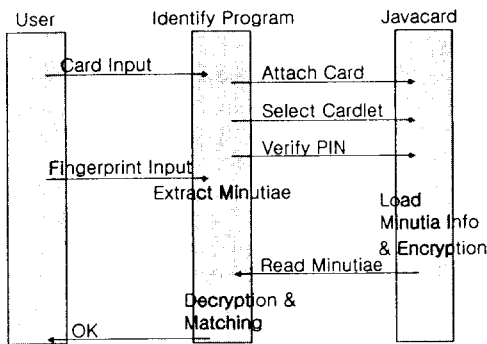 User Identify Program Javacard
Card Input
Attach Card
Select Cardlet
Verify PIN
Fingerprint Input
Extract Minutiae
Load
Minutia Info
& Encryption
Read Minutiae
Decryption &
Matching
OK